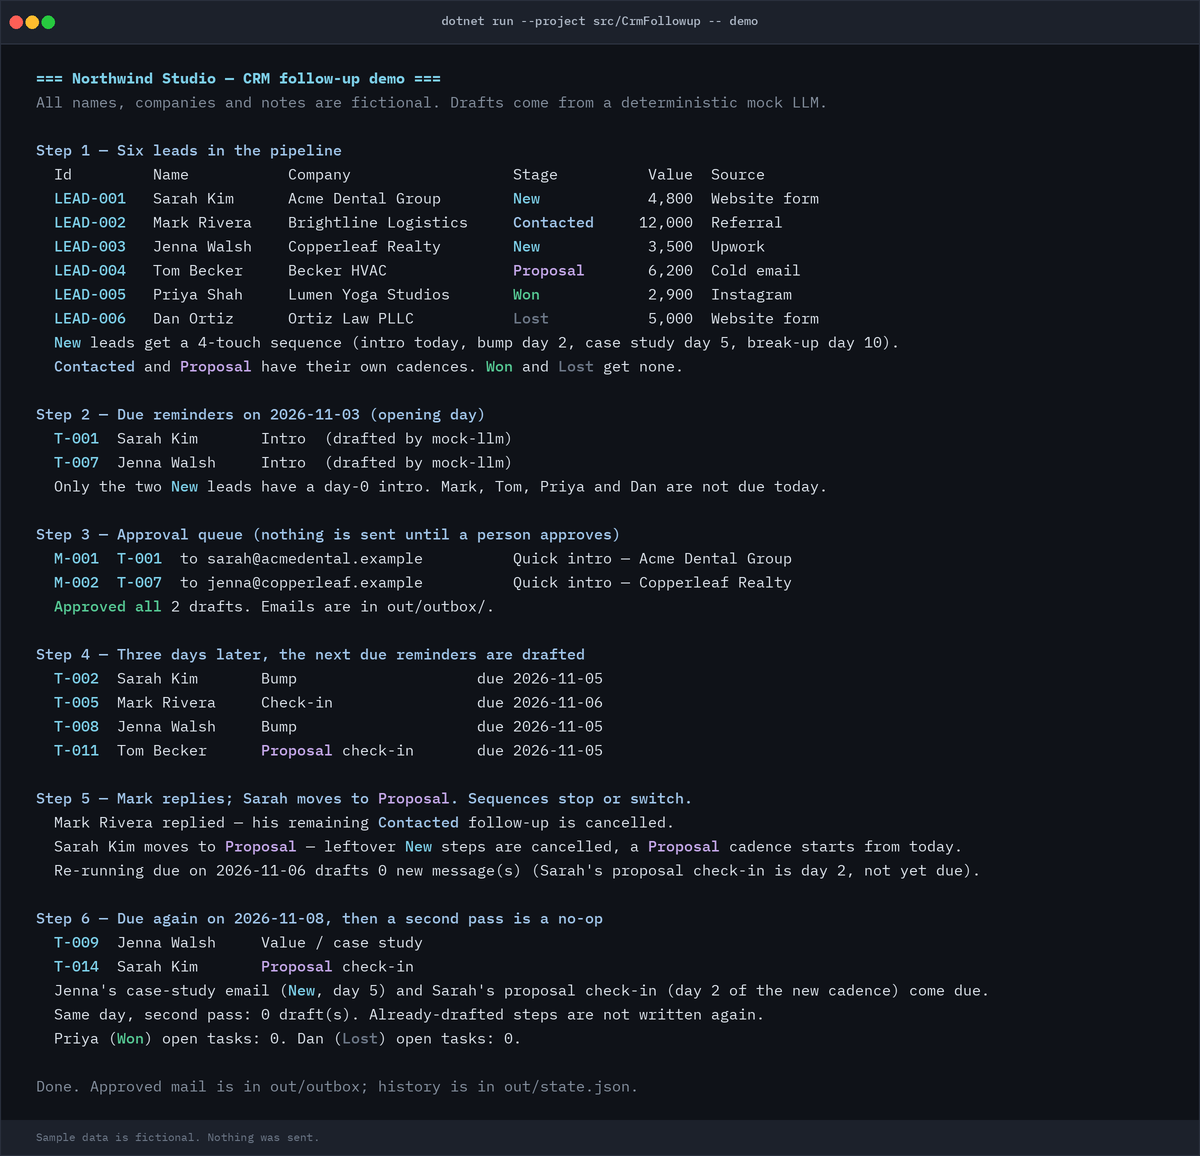 dotnet run --project src/CrmFollowup -- demo
=== Northwind Studio — CRM follow-up demo ===
All names, companies and notes are fictional. Drafts come from a deterministic mock LLM.
Step 1 — Six leads in the pipeline
Id Name Company Stage Value Source
LEAD-001 Sarah Kim Acme Dental Group New 4,800 Website form
LEAD-002 Mark Rivera Brightline Logistics Contacted 12,000 Referral
LEAD-003 Jenna Walsh Copperleaf Realty New 3,500 Upwork
LEAD-004 Tom Becker Becker HVAC Proposal 6,200 Cold email
LEAD-005 Priya Shah Lumen Yoga Studios Won 2,900 Instagram
LEAD-006 Dan Ortiz Ortiz Law PLLC Lost 5,000 Website form
New leads get a 4-touch sequence (intro today, bump day 2, case study day 5, break-up day 10).
Contacted and Proposal have their own cadences. Won and Lost get none.
Step 2 — Due reminders on 2026-11-03 (opening day)
T-001 Sarah Kim Intro (drafted by mock-llm)
T-007 Jenna Walsh Intro (drafted by mock-llm)
Only the two New leads have a day-0 intro. Mark, Tom, Priya and Dan are not due today.
Step 3 — Approval queue (nothing is sent until a person approves)
M-001 T-001 to sarah@acmedental.example Quick intro — Acme Dental Group
M-002 T-007 to jenna@copperleaf.example Quick intro — Copperleaf Realty
Approved all 2 drafts. Emails are in out/outbox/.
Step 4 — Three days later, the next due reminders are drafted
T-002 Sarah Kim Bump due 2026-11-05
T-005 Mark Rivera Check-in due 2026-11-06
T-008 Jenna Walsh Bump due 2026-11-05
T-011 Tom Becker Proposal check-in due 2026-11-05
Step 5 — Mark replies; Sarah moves to Proposal. Sequences stop or switch.
Mark Rivera replied — his remaining Contacted follow-up is cancelled.
Sarah Kim moves to Proposal — leftover New steps are cancelled, a Proposal cadence starts from today.
Re-running due on 2026-11-06 drafts 0 new message(s) (Sarah's proposal check-in is day 2, not yet due).
Step 6 — Due again on 2026-11-08, then a second pass is a no-op
T-009 Jenna Walsh Value / case study
T-014 Sarah Kim Proposal check-in
Jenna's case-study email (New, day 5) and Sarah's proposal check-in (day 2 of the new cadence) come due.
Same day, second pass: 0 draft(s). Already-drafted steps are not written again.
Priya (Won) open tasks: 0. Dan (Lost) open tasks: 0.
Done. Approved mail is in out/outbox; history is in out/state.json.
Sample data is fictional. Nothing was sent.